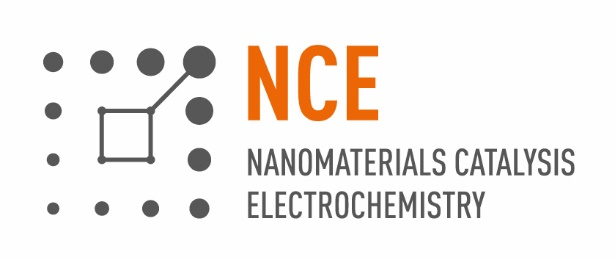 NCE
NANOMATERIALS CATALYSIS
ELECTROCHEMISTRY